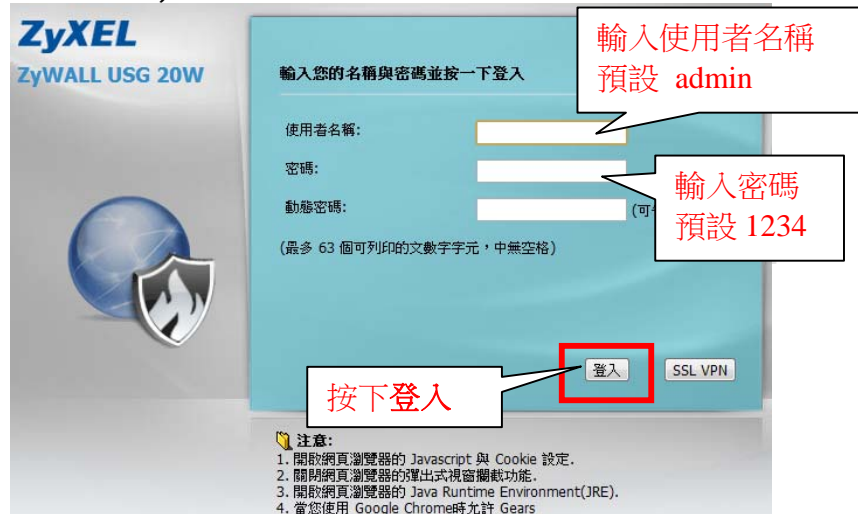 ZyXEL
ZyWALL USG 20W
輸入您的名稱與密碼並按一下登入
輸入使用者名稱
預設 admin
使用者名稱:
密碼:
輸入密碼
預設 1234
動態密碼:
(最多 63 個可列印的文數字字元，中無空格)
登入
SSL VPN
按下登入
注意:
1. 開啟網頁瀏覽器的 Javascript 與 Cookie 設定.
2. 關閉網頁瀏覽器的彈出式視窗攔截功能.
3. 開啟網頁瀏覽器的 Java Runtime Environment(JRE).
4. 當您使用 Google Chrome時允許 Gears